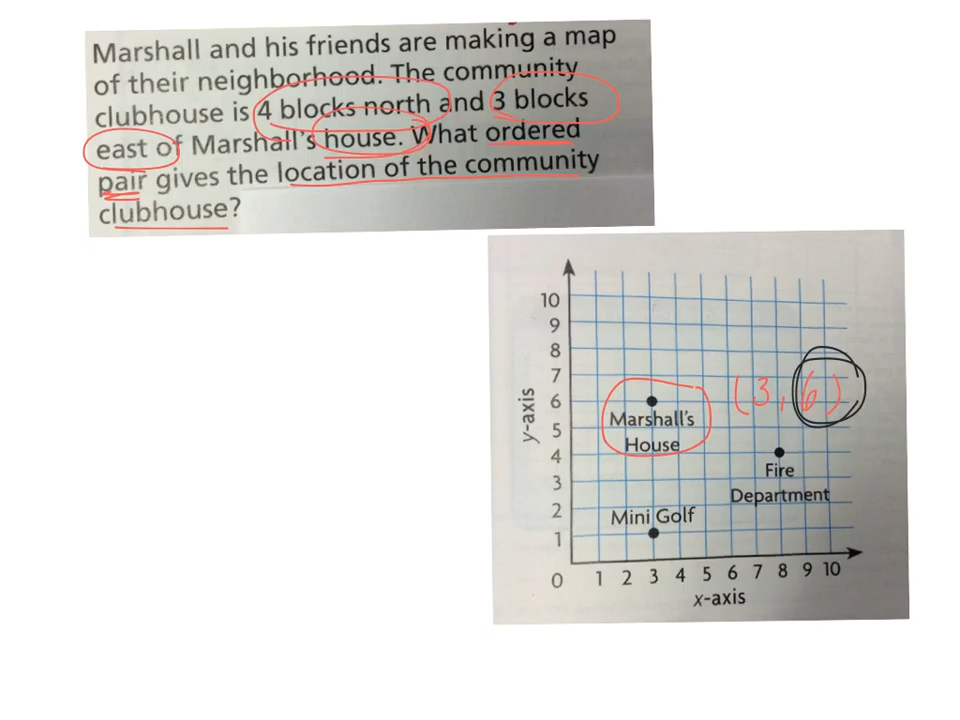 Marshall and his friends are making a map
of their neighborhood. The community
clubhouse is 4 blocks north and 3 blocks
east of Marshall's house. What ordered
pair gives the location of the community
clubhouse?
10
9
8
7
(3, 6)
6
Marshall's
5
House
4
Fire
3
Department
2
Mini Golf
1
y-axis
0 1 2 3 4 5 6 7 8 9 10
x-axis